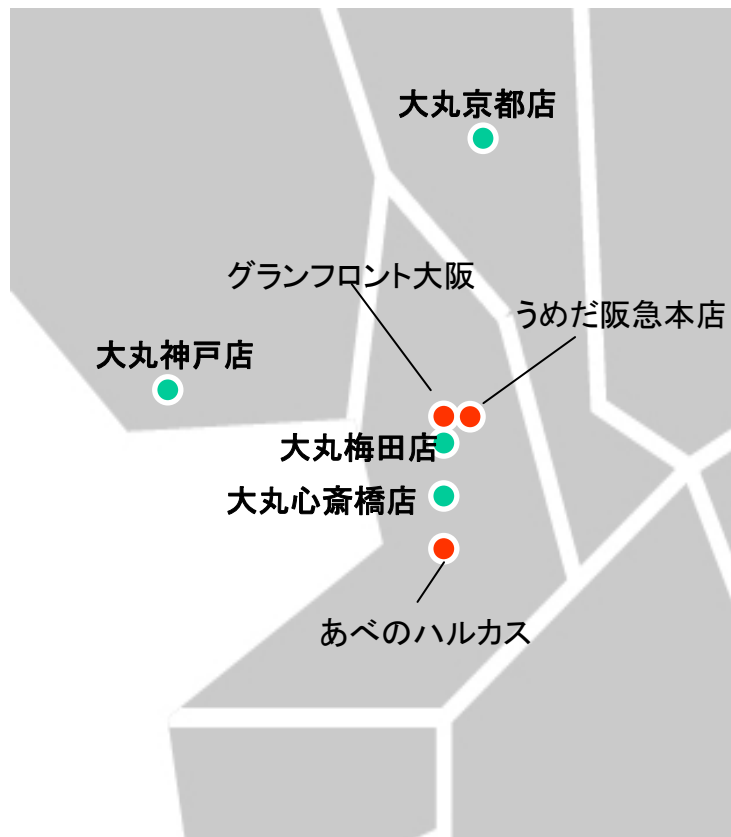 大丸京都店
グランフロント大阪
うめだ阪急本店
大丸神戸店
大丸梅田店
大丸心斎橋店
あべのハルカス